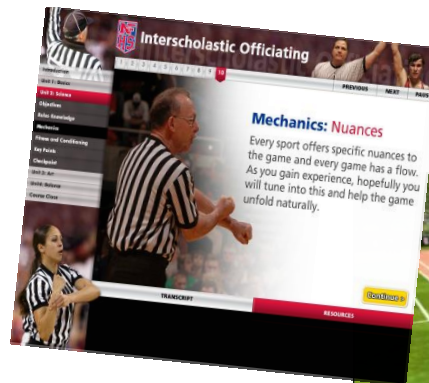 Interscholastic Officiating
1 2 3 4 5 6 7 8 9 10
PREVIOUS NEXT PAUSE
Introduction
Unit 1: Basics
Unit 2: Science
Objectives
Rules Knowledge
Mechanics
Fitness and Conditioning
Key Points
Checkpoint
Unit 3: Art
Course Close
Mechanics: Nuances
Every sport offers specific nuances to
the game and every game has a flow.
As you gain experience, hopefully you
will tune into this and help the game
unfold naturally.
Continue >
TRANSCRIPT
RESOURCES